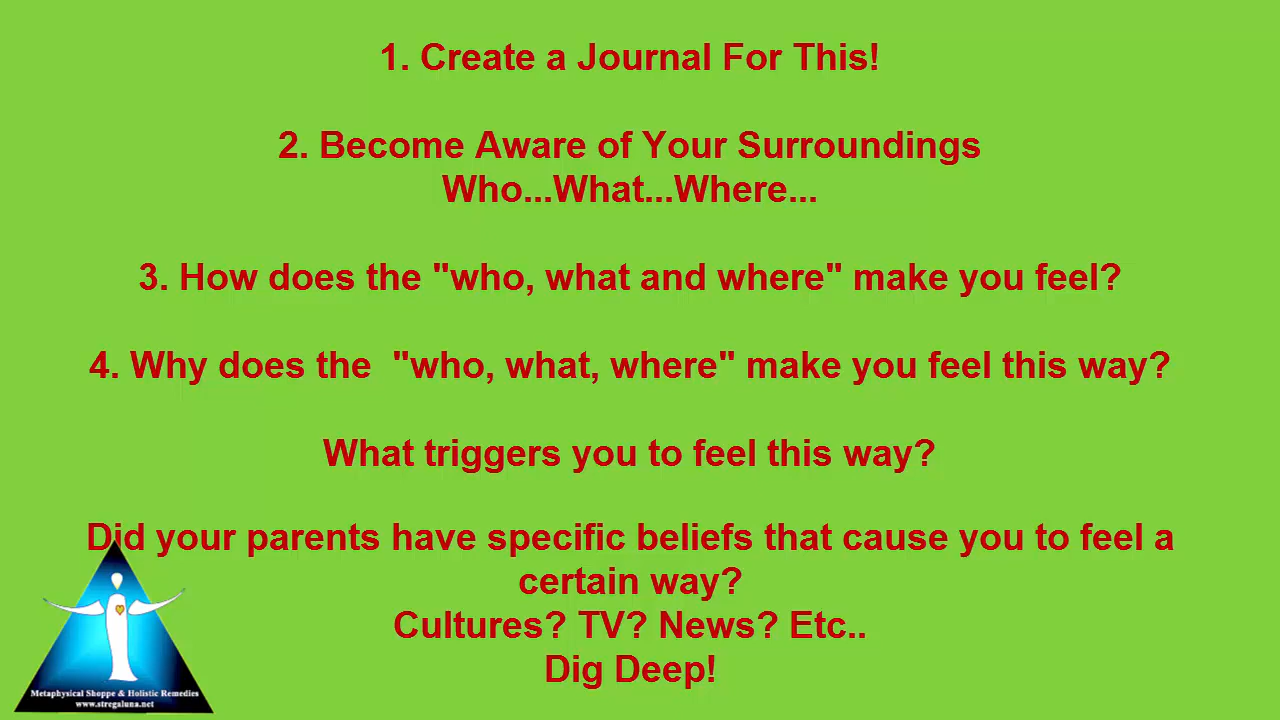 1. Create a Journal For This!
2. Become Aware of Your Surroundings
Who...What...Where...
3. How does the "who, what and where" make you feel?
4. Why does the  "who, what, where" make you feel this way?
What triggers you to feel this way?
Did your parents have specific beliefs that cause you to feel a
certain way?
Cultures? TV? News? Etc..
Dig Deep!
Metaphysical Shoppe & Holistic Remedies
www.stregaluna.net